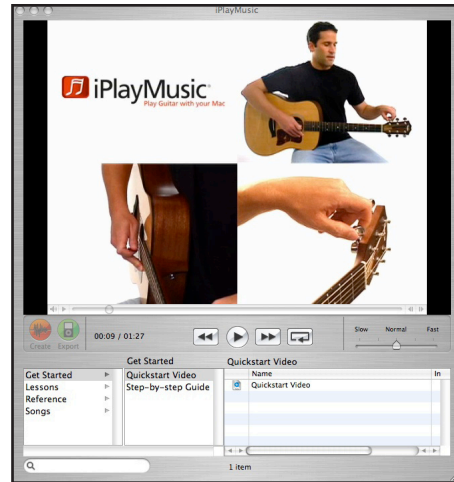 iPlayMusic
iPlayMusic
Play Guitar with your Mac
Create Export
00:09 / 01:27
Slow Normal Fast
Get Started Quickstart Video
Get Started Quickstart Video Name In
Lessons Step-by-step Guide Quickstart Video
Reference
Songs
1 item